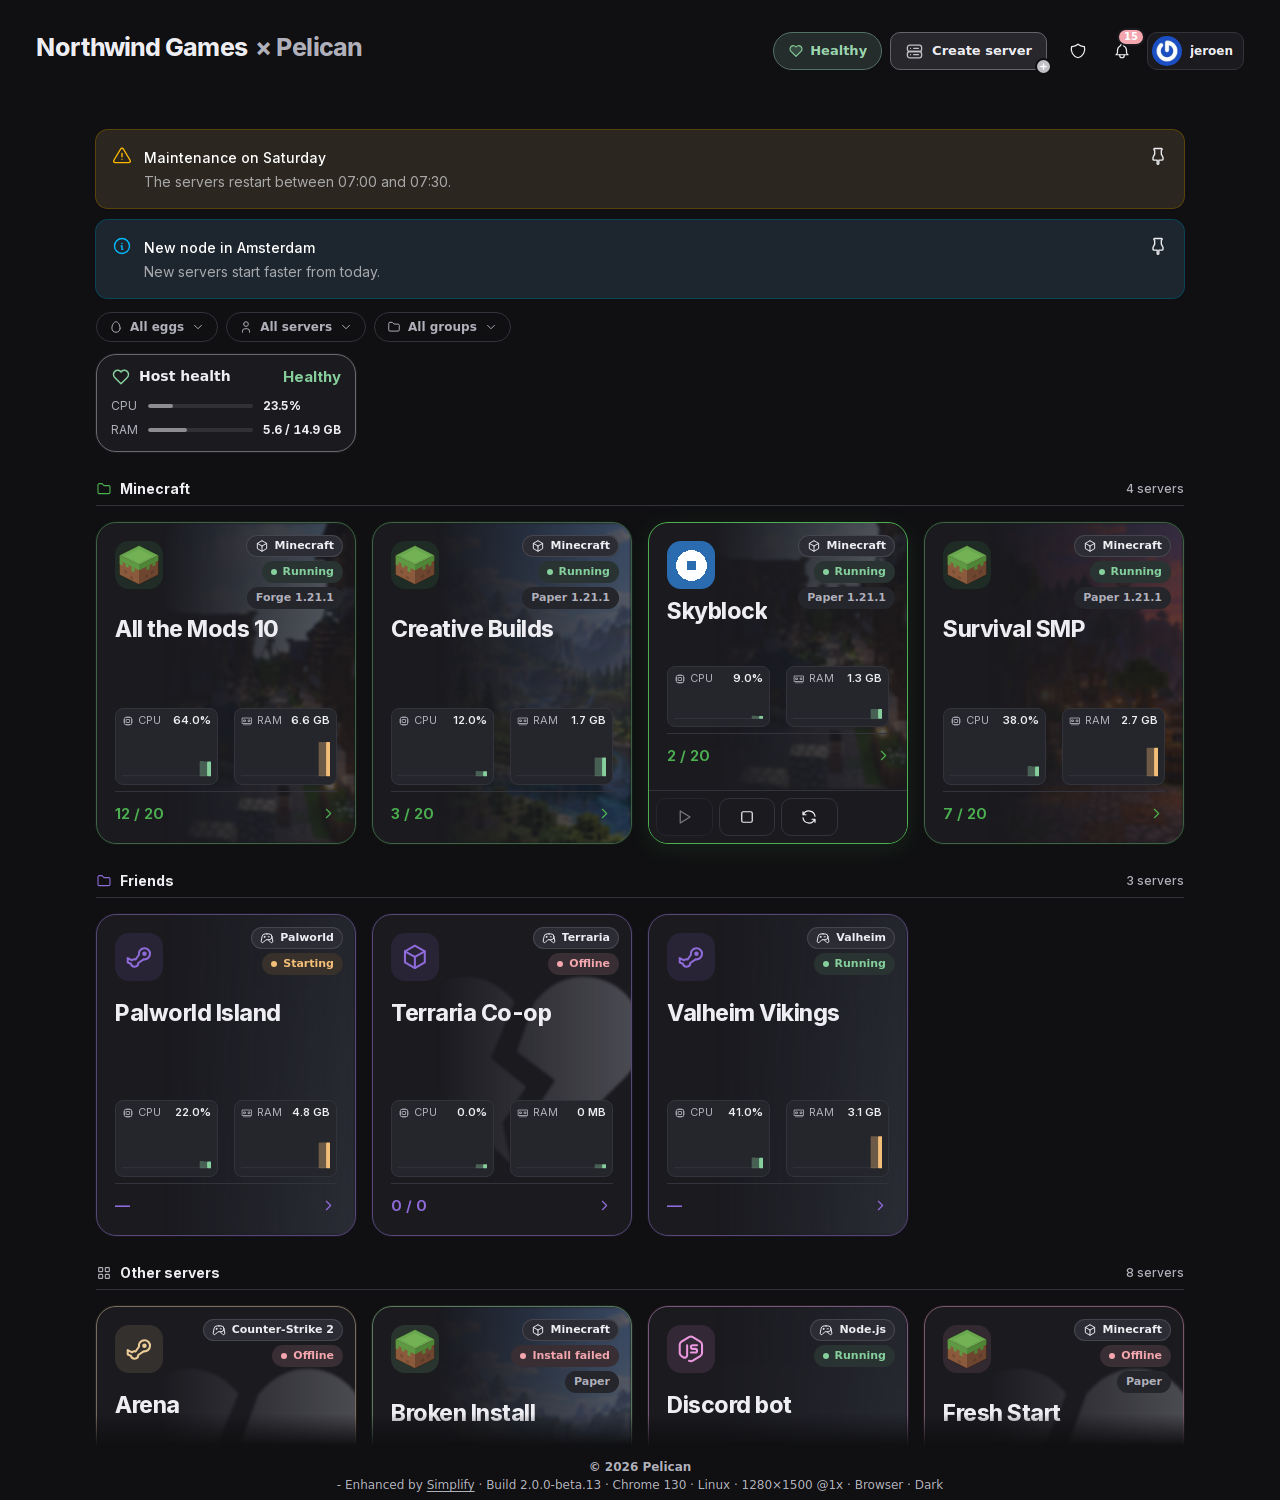 Northwind Games × Pelican
Healthy
Create server
15
jeroen
Maintenance on Saturday
The servers restart between 07:00 and 07:30.
New node in Amsterdam
New servers start faster from today.
All eggs
All servers
All groups
Host health
Healthy
CPU
23.5%
RAM
5.6 / 14.9 GB
Minecraft
4 servers
Minecraft
Running
Forge 1.21.1
All the Mods 10
CPU 64.0%
RAM 6.6 GB
12 / 20
Minecraft
Running
Paper 1.21.1
Creative Builds
CPU 12.0%
RAM 1.7 GB
3 / 20
Minecraft
Running
Paper 1.21.1
Skyblock
CPU 9.0%
RAM 1.3 GB
2 / 20
Minecraft
Running
Paper 1.21.1
Survival SMP
CPU 38.0%
RAM 2.7 GB
7 / 20
Friends
3 servers
Palworld
Starting
Palworld Island
CPU 22.0%
RAM 4.8 GB
—
Terraria
Offline
Terraria Co-op
CPU 0.0%
RAM 0 MB
0 / 0
Valheim
Running
Valheim Vikings
CPU 41.0%
RAM 3.1 GB
—
Other servers
8 servers
Counter-Strike 2
Offline
Arena
Minecraft
Install failed
Paper
Broken Install
Node.js
Running
Discord bot
Minecraft
Offline
Paper
Fresh Start
© 2026 Pelican
- Enhanced by Simplify · Build 2.0.0-beta.13 · Chrome 130 · Linux · 1280×1500 @1x · Browser · Dark